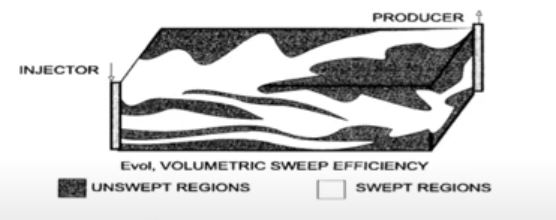 PRODUCER
INJECTOR
Evol, VOLUMETRIC SWEEP EFFICIENCY
UNSWEPT REGIONS
SWEPT REGIONS